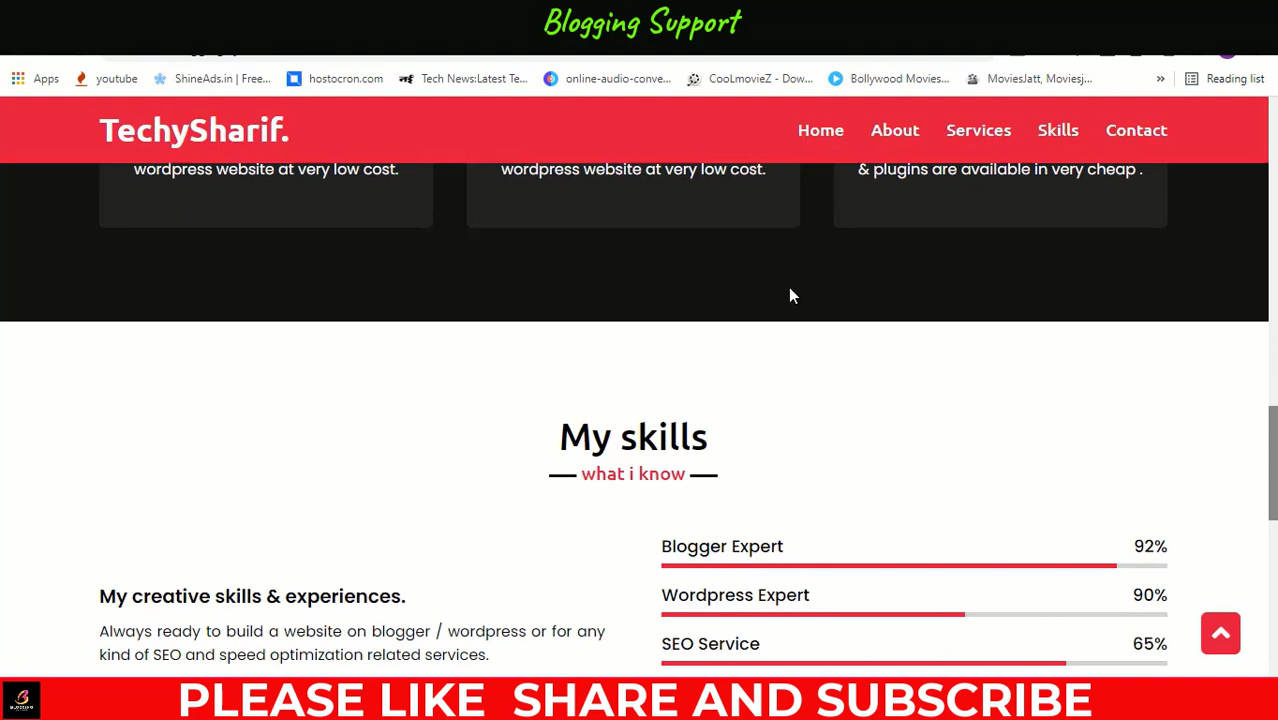 Blogging Support
Apps youtube ShineAds.in | Free... hostocron.com Tech News:Latest Te... online-audio-conve... CoolmovieZ - Dow... Bollywood Movies... MoviesJatt, Moviesj... » Reading list
TechySharif. Home About Services Skills Contact
wordpress website at very low cost. wordpress website at very low cost. & plugins are available in very cheap .
My skills
what i know
Blogger Expert 92%
Wordpress Expert 90%
My creative skills & experiences.
Always ready to build a website on blogger / wordpress or for any
kind of SEO and speed optimization related services.
SEO Service 65%
PLEASE LIKE SHARE AND SUBSCRIBE